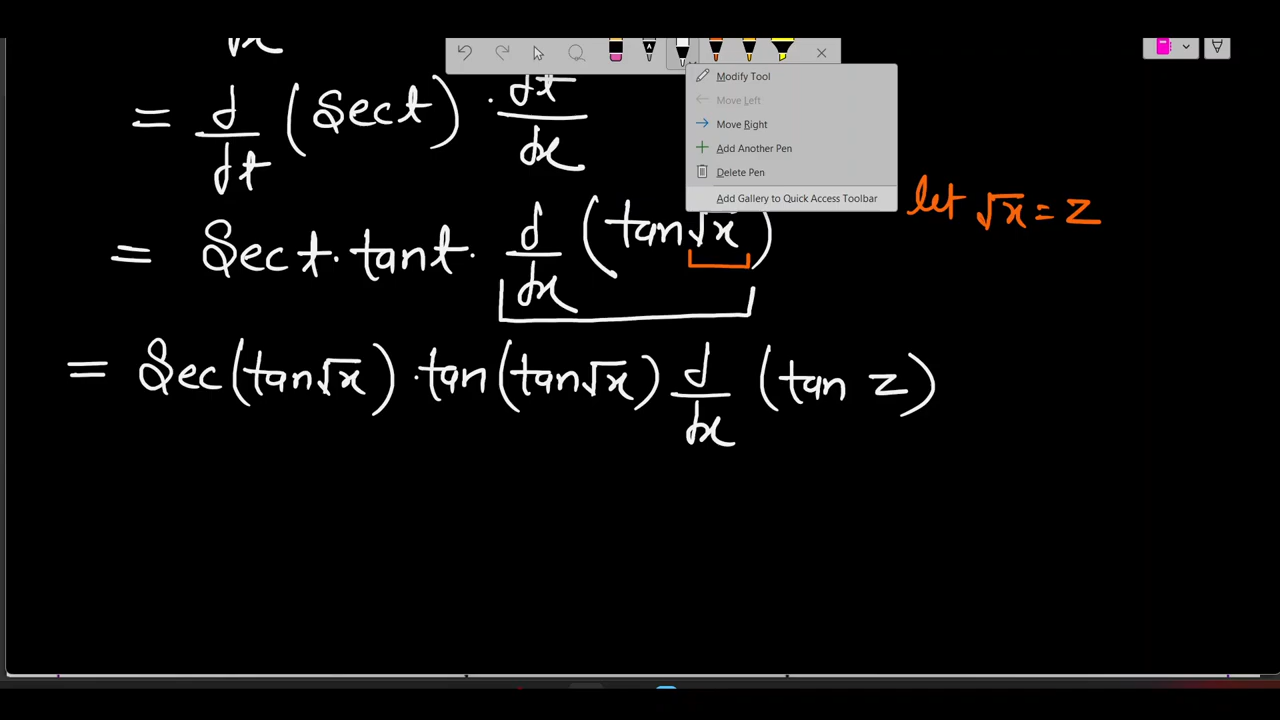 √x
= d/dt (Sect) · dt/dx
Modify Tool
Move Left
Move Right
Add Another Pen
Delete Pen
Add Gallery to Quick Access Toolbar
let √x = z
= Sect · tant · d/dx (tan√x)
= Sec(tan√x) · tan(tan√x) d/dx (tan z)